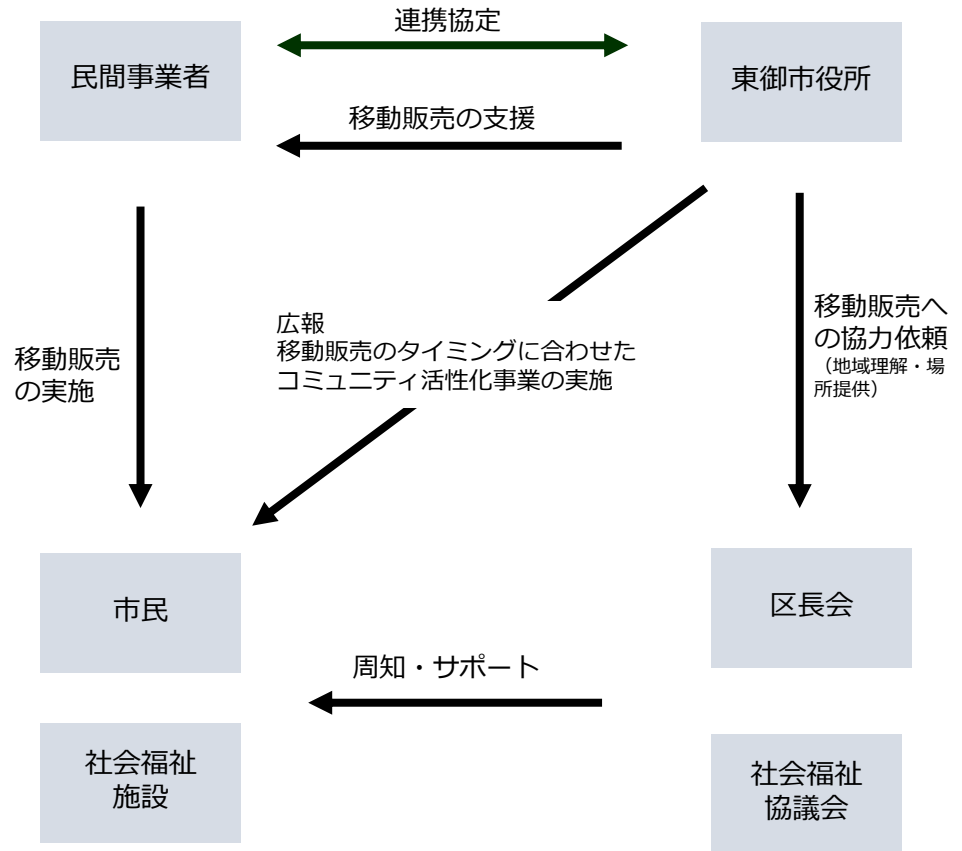 連携協定
民間事業者
東御市役所
移動販売の支援
移動販売
の実施
広報
移動販売のタイミングに合わせた
コミュニティ活性化事業の実施
移動販売へ
の協力依頼
（地域理解・場
所提供）
市民
区長会
周知・サポート
社会福祉
施設
社会福祉
協議会